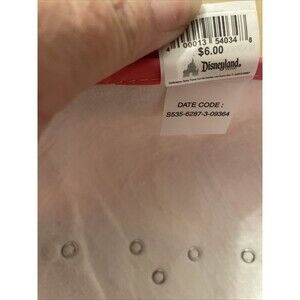 00013 54034
$6.00
Disneyland
DATE CODE :
S535-6287-3-09364